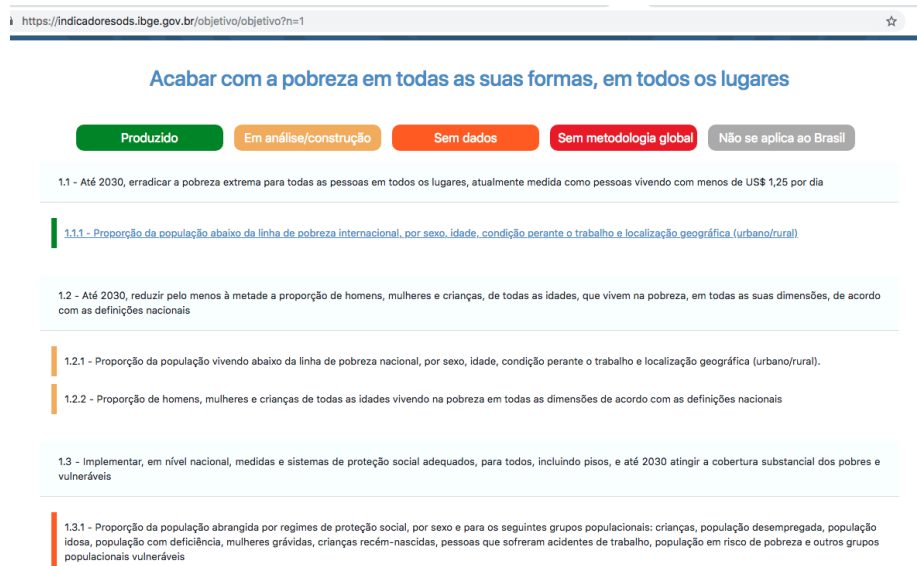 https://indicadoresods.ibge.gov.br/objetivo/objetivo?n=1
Acabar com a pobreza em todas as suas formas, em todos os lugares
Produzido Em análise/construção Sem dados Sem metodologia global Não se aplica ao Brasil
1.1 - Até 2030, erradicar a pobreza extrema para todas as pessoas em todos os lugares, atualmente medida como pessoas vivendo com menos de US$ 1,25 por dia
1.1.1 - Proporção da população abaixo da linha de pobreza internacional, por sexo, idade, condição perante o trabalho e localização geográfica (urbano/rural)
1.2 - Até 2030, reduzir pelo menos à metade a proporção de homens, mulheres e crianças, de todas as idades, que vivem na pobreza, em todas as suas dimensões, de acordo
com as definições nacionais
1.2.1 - Proporção da população vivendo abaixo da linha de pobreza nacional, por sexo, idade, condição perante o trabalho e localização geográfica (urbano/rural).
1.2.2 - Proporção de homens, mulheres e crianças de todas as idades vivendo na pobreza em todas as dimensões de acordo com as definições nacionais
1.3 - Implementar, em nível nacional, medidas e sistemas de proteção social adequados, para todos, incluindo pisos, e até 2030 atingir a cobertura substancial dos pobres e
vulneráveis
1.3.1 - Proporção da população abrangida por regimes de proteção social, por sexo e para os seguintes grupos populacionais: crianças, população desempregada, população
idosa, população com deficiência, mulheres grávidas, crianças recém-nascidas, pessoas que sofreram acidentes de trabalho, população em risco de pobreza e outros grupos
populacionais vulneráveis